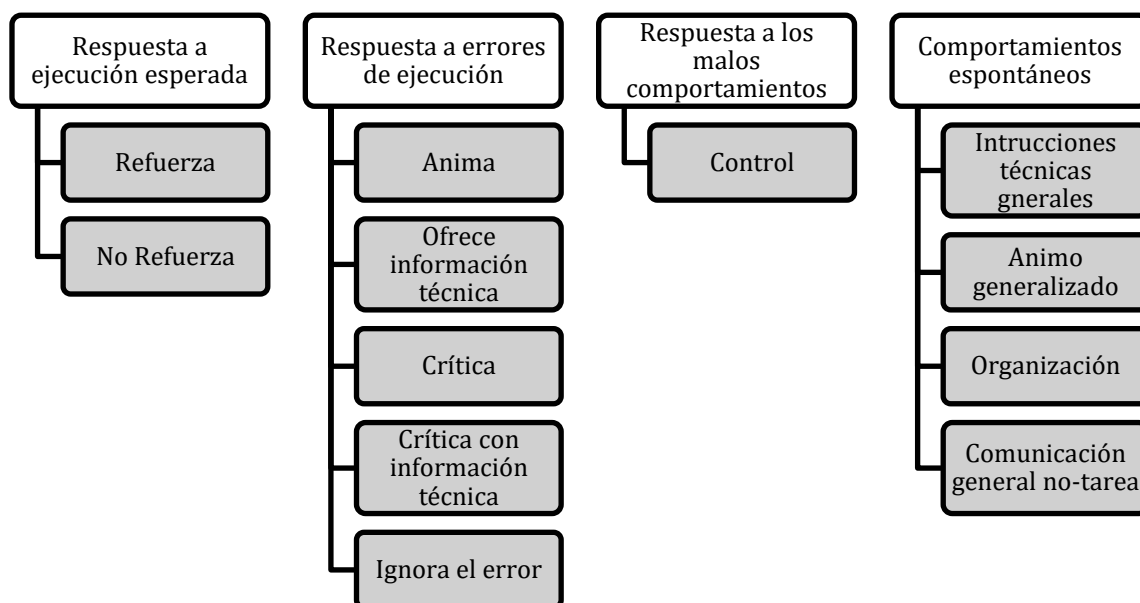 Respuesta a
ejecución esperada
Refuerza
No Refuerza
Respuesta a errores
de ejecución
Anima
Ofrece
información
técnica
Crítica
Crítica con
información
técnica
Ignora el error
Respuesta a los
malos
comportamientos
Control
Comportamientos
espontáneos
Intrucciones
técnicas
gnerales
Animo
generalizado
Organización
Comunicación
general no-tarea